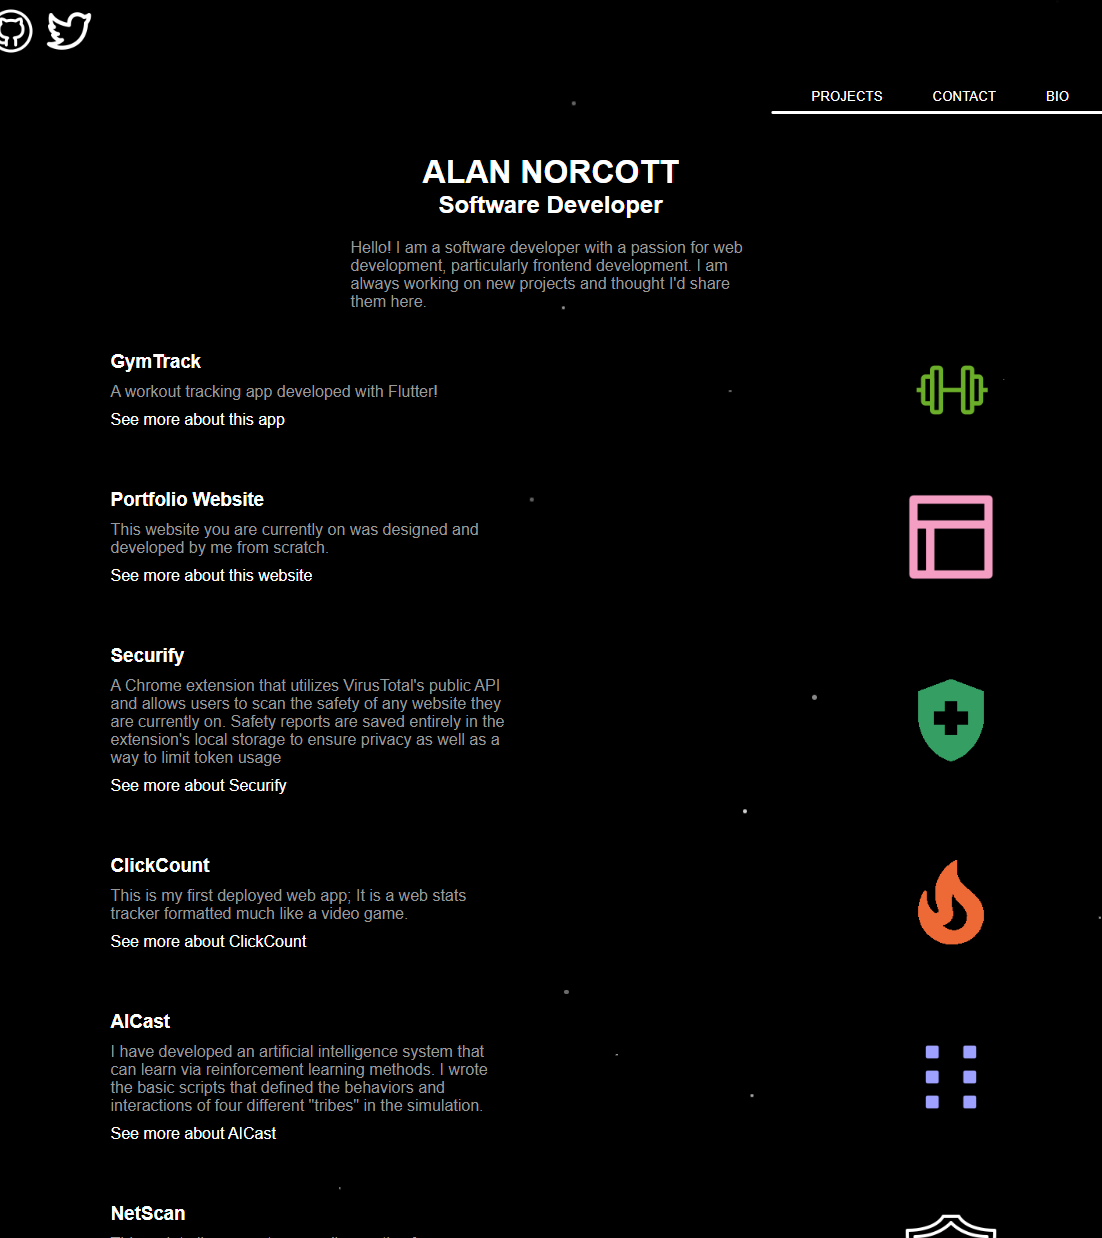 PROJECTS CONTACT BIO
ALAN NORCOTT
Software Developer
Hello! I am a software developer with a passion for web
development, particularly frontend development. I am
always working on new projects and thought I'd share
them here.
GymTrack
A workout tracking app developed with Flutter!
See more about this app
Portfolio Website
This website you are currently on was designed and
developed by me from scratch.
See more about this website
Securify
A Chrome extension that utilizes VirusTotal's public API
and allows users to scan the safety of any website they
are currently on. Safety reports are saved entirely in the
extension's local storage to ensure privacy as well as a
way to limit token usage
See more about Securify
ClickCount
This is my first deployed web app; It is a web stats
tracker formatted much like a video game.
See more about ClickCount
AICast
I have developed an artificial intelligence system that
can learn via reinforcement learning methods. I wrote
the basic scripts that defined the behaviors and
interactions of four different "tribes" in the simulation.
See more about AICast
NetScan